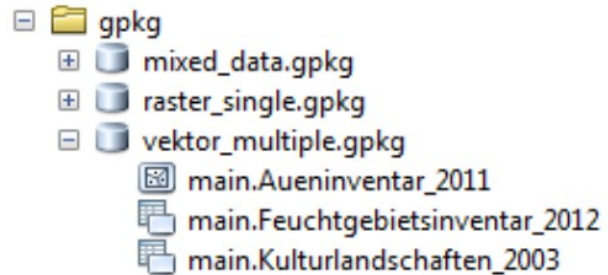 gpkg
mixed_data.gpkg
raster_single.gpkg
vektor_multiple.gpkg
main.Aueninventar_2011
main.Feuchtgebietsinventar_2012
main.Kulturlandschaften_2003